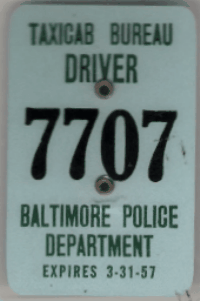 TAXICAB BUREAU
DRIVER
7707
BALTIMORE POLICE
DEPARTMENT
EXPIRES 3-31-57